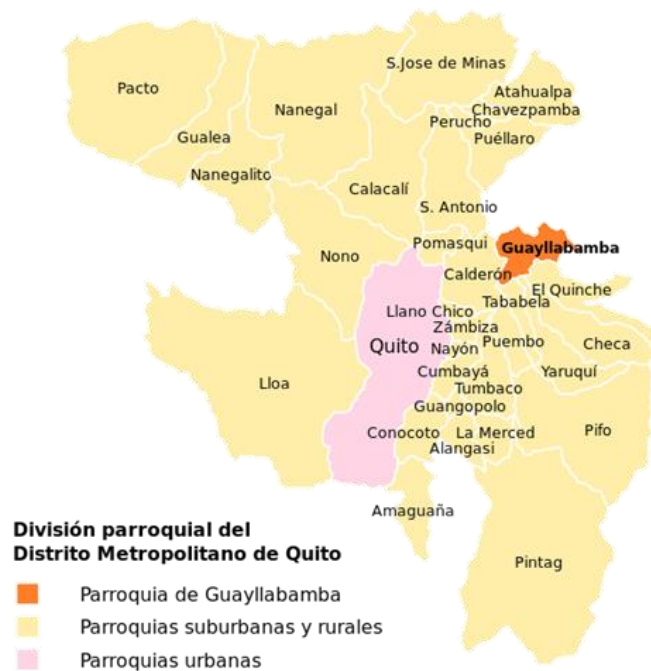 S.Jose de Minas
Pacto
Atahualpa
Nanegal
Chavezpamba
Perucho
Gualea
Puéllaro
Nanegalito
Calacalí
S. Antonio
Pomasqui
Guayllabamba
Nono
Calderón
El Quinche
Tababela
Llano Chico
Zámbiza
Quito
Nayón
Puembo
Checa
Cumbayá
Yaruquí
Lloa
Tumbaco
Guangopolo
Conocoto
La Merced
Pifo
Alangasi
Amaguaña
Pintag
División parroquial del
Distrito Metropolitano de Quito
Parroquia de Guayllabamba
Parroquias suburbanas y rurales
Parroquias urbanas